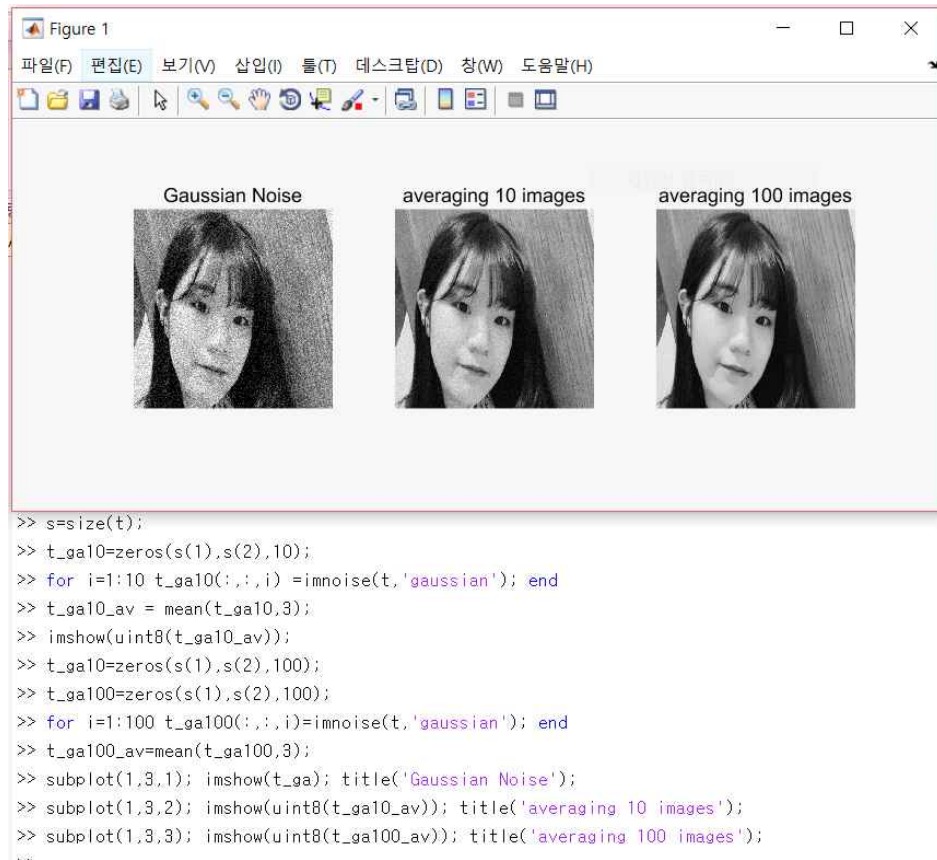 Figure 1
파일(F) 편집(E) 보기(V) 삽입(I) 툴(T) 데스크탑(D) 창(W) 도움말(H)
Gaussian Noise averaging 10 images averaging 100 images
>> s=size(t);
>> t_ga10=zeros(s(1),s(2),10);
>> for i=1:10 t_ga10(:,:,i) =imnoise(t,'gaussian'); end
>> t_ga10_av = mean(t_ga10,3);
>> imshow(uint8(t_ga10_av));
>> t_ga10=zeros(s(1),s(2),100);
>> t_ga100=zeros(s(1),s(2),100);
>> for i=1:100 t_ga100(:,:,i)=imnoise(t,'gaussian'); end
>> t_ga100_av=mean(t_ga100,3);
>> subplot(1,3,1); imshow(t_ga); title('Gaussian Noise');
>> subplot(1,3,2); imshow(uint8(t_ga10_av)); title('averaging 10 images');
>> subplot(1,3,3); imshow(uint8(t_ga100_av)); title('averaging 100 images');